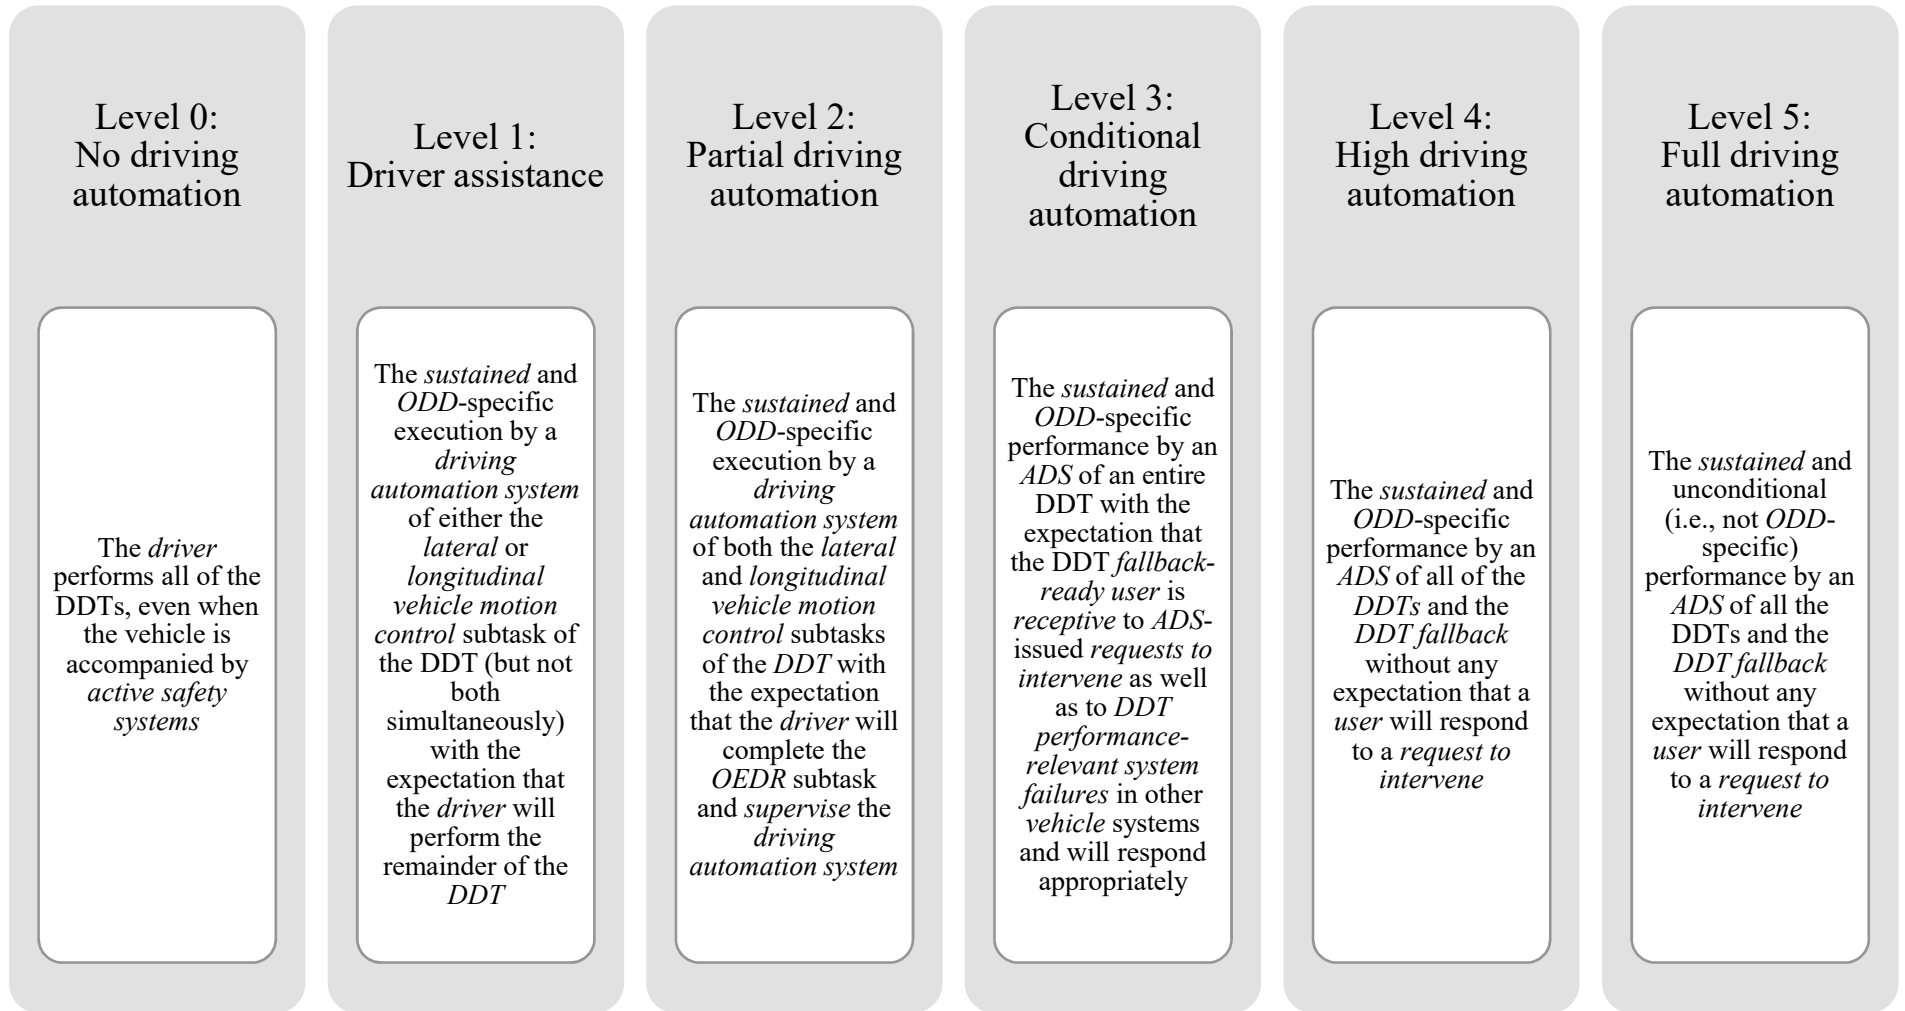 Level 0:
No driving
automation
The driver
performs all of the
DDTs, even when
the vehicle is
accompanied by
active safety
systems
Level 1:
Driver assistance
The sustained and
ODD-specific
execution by a
driving
automation system
of either the
lateral or
longitudinal
vehicle motion
control subtask of
the DDT (but not
both
simultaneously)
with the
expectation that
the driver will
perform the
remainder of the
DDT
Level 2:
Partial driving
automation
The sustained and
ODD-specific
execution by a
driving
automation system
of both the lateral
and longitudinal
vehicle motion
control subtasks
of the DDT with
the expectation
that the driver will
complete the
OEDR subtask
and supervise the
driving
automation system
Level 3:
Conditional
driving
automation
The sustained and
ODD-specific
performance by an
ADS of an entire
DDT with the
expectation that
the DDT fallback-
ready user is
receptive to ADS-
issued requests to
intervene as well
as to DDT
performance-
relevant system
failures in other
vehicle systems
and will respond
appropriately
Level 4:
High driving
automation
The sustained and
ODD-specific
performance by an
ADS of all of the
DDTs and the
DDT fallback
without any
expectation that a
user will respond
to a request to
intervene
Level 5:
Full driving
automation
The sustained and
unconditional
(i.e., not ODD-
specific)
performance by an
ADS of all the
DDTs and the
DDT fallback
without any
expectation that a
user will respond
to a request to
intervene